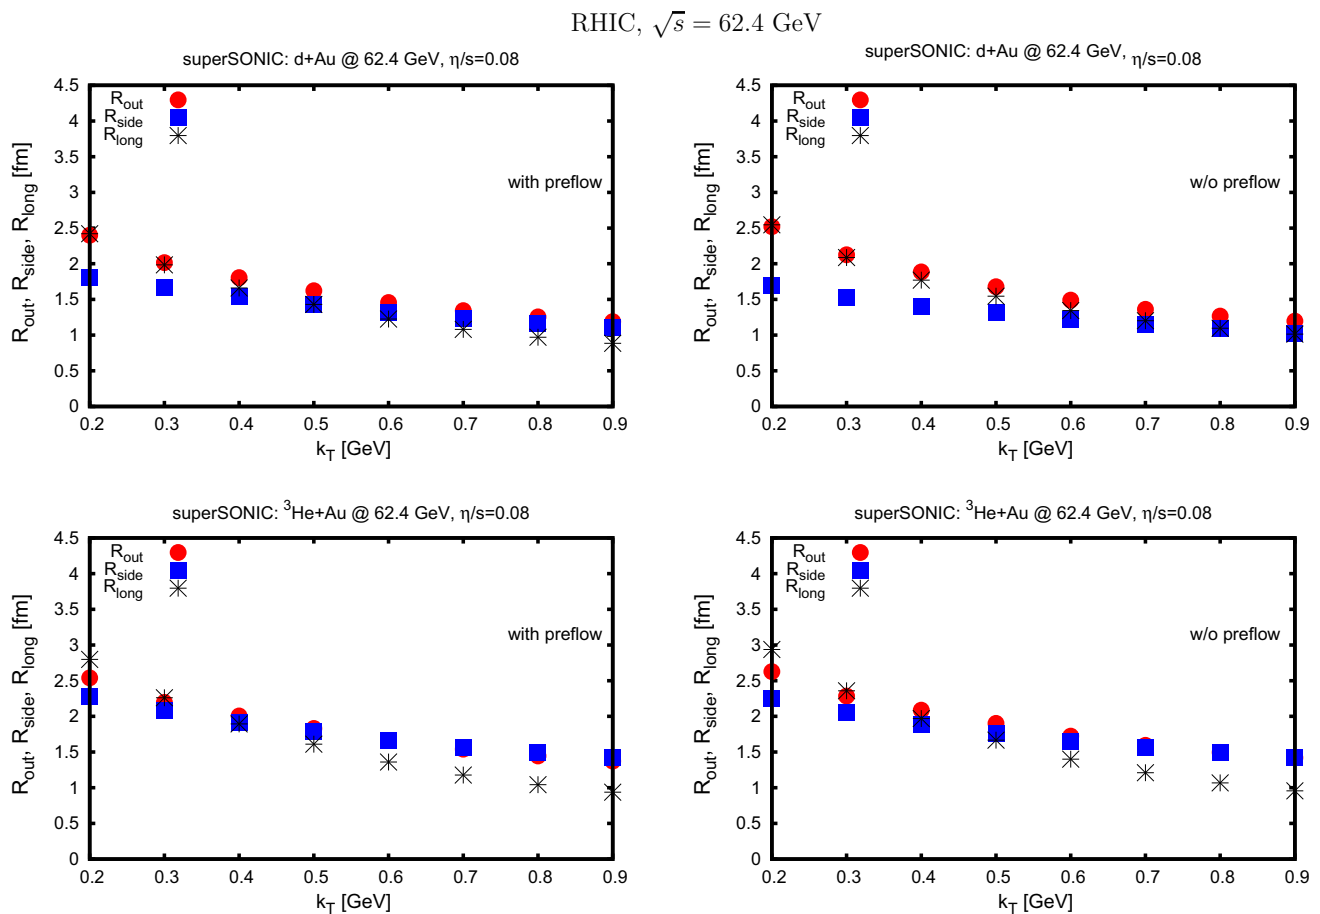 RHIC, √s = 62.4 GeV
superSONIC: d+Au @ 62.4 GeV, η/s=0.08
R_out, R_side, R_long [fm]
4.5
4
3.5
3
2.5
2
1.5
1
0.5
0
R_out
R_side
R_long
with preflow
0.2 0.3 0.4 0.5 0.6 0.7 0.8 0.9
k_T [GeV]
superSONIC: d+Au @ 62.4 GeV, η/s=0.08
R_out, R_side, R_long [fm]
4.5
4
3.5
3
2.5
2
1.5
1
0.5
0
R_out
R_side
R_long
w/o preflow
0.2 0.3 0.4 0.5 0.6 0.7 0.8 0.9
k_T [GeV]
superSONIC: ³He+Au @ 62.4 GeV, η/s=0.08
R_out, R_side, R_long [fm]
4.5
4
3.5
3
2.5
2
1.5
1
0.5
0
R_out
R_side
R_long
with preflow
0.2 0.3 0.4 0.5 0.6 0.7 0.8 0.9
k_T [GeV]
superSONIC: ³He+Au @ 62.4 GeV, η/s=0.08
R_out, R_side, R_long [fm]
4.5
4
3.5
3
2.5
2
1.5
1
0.5
0
R_out
R_side
R_long
w/o preflow
0.2 0.3 0.4 0.5 0.6 0.7 0.8 0.9
k_T [GeV]